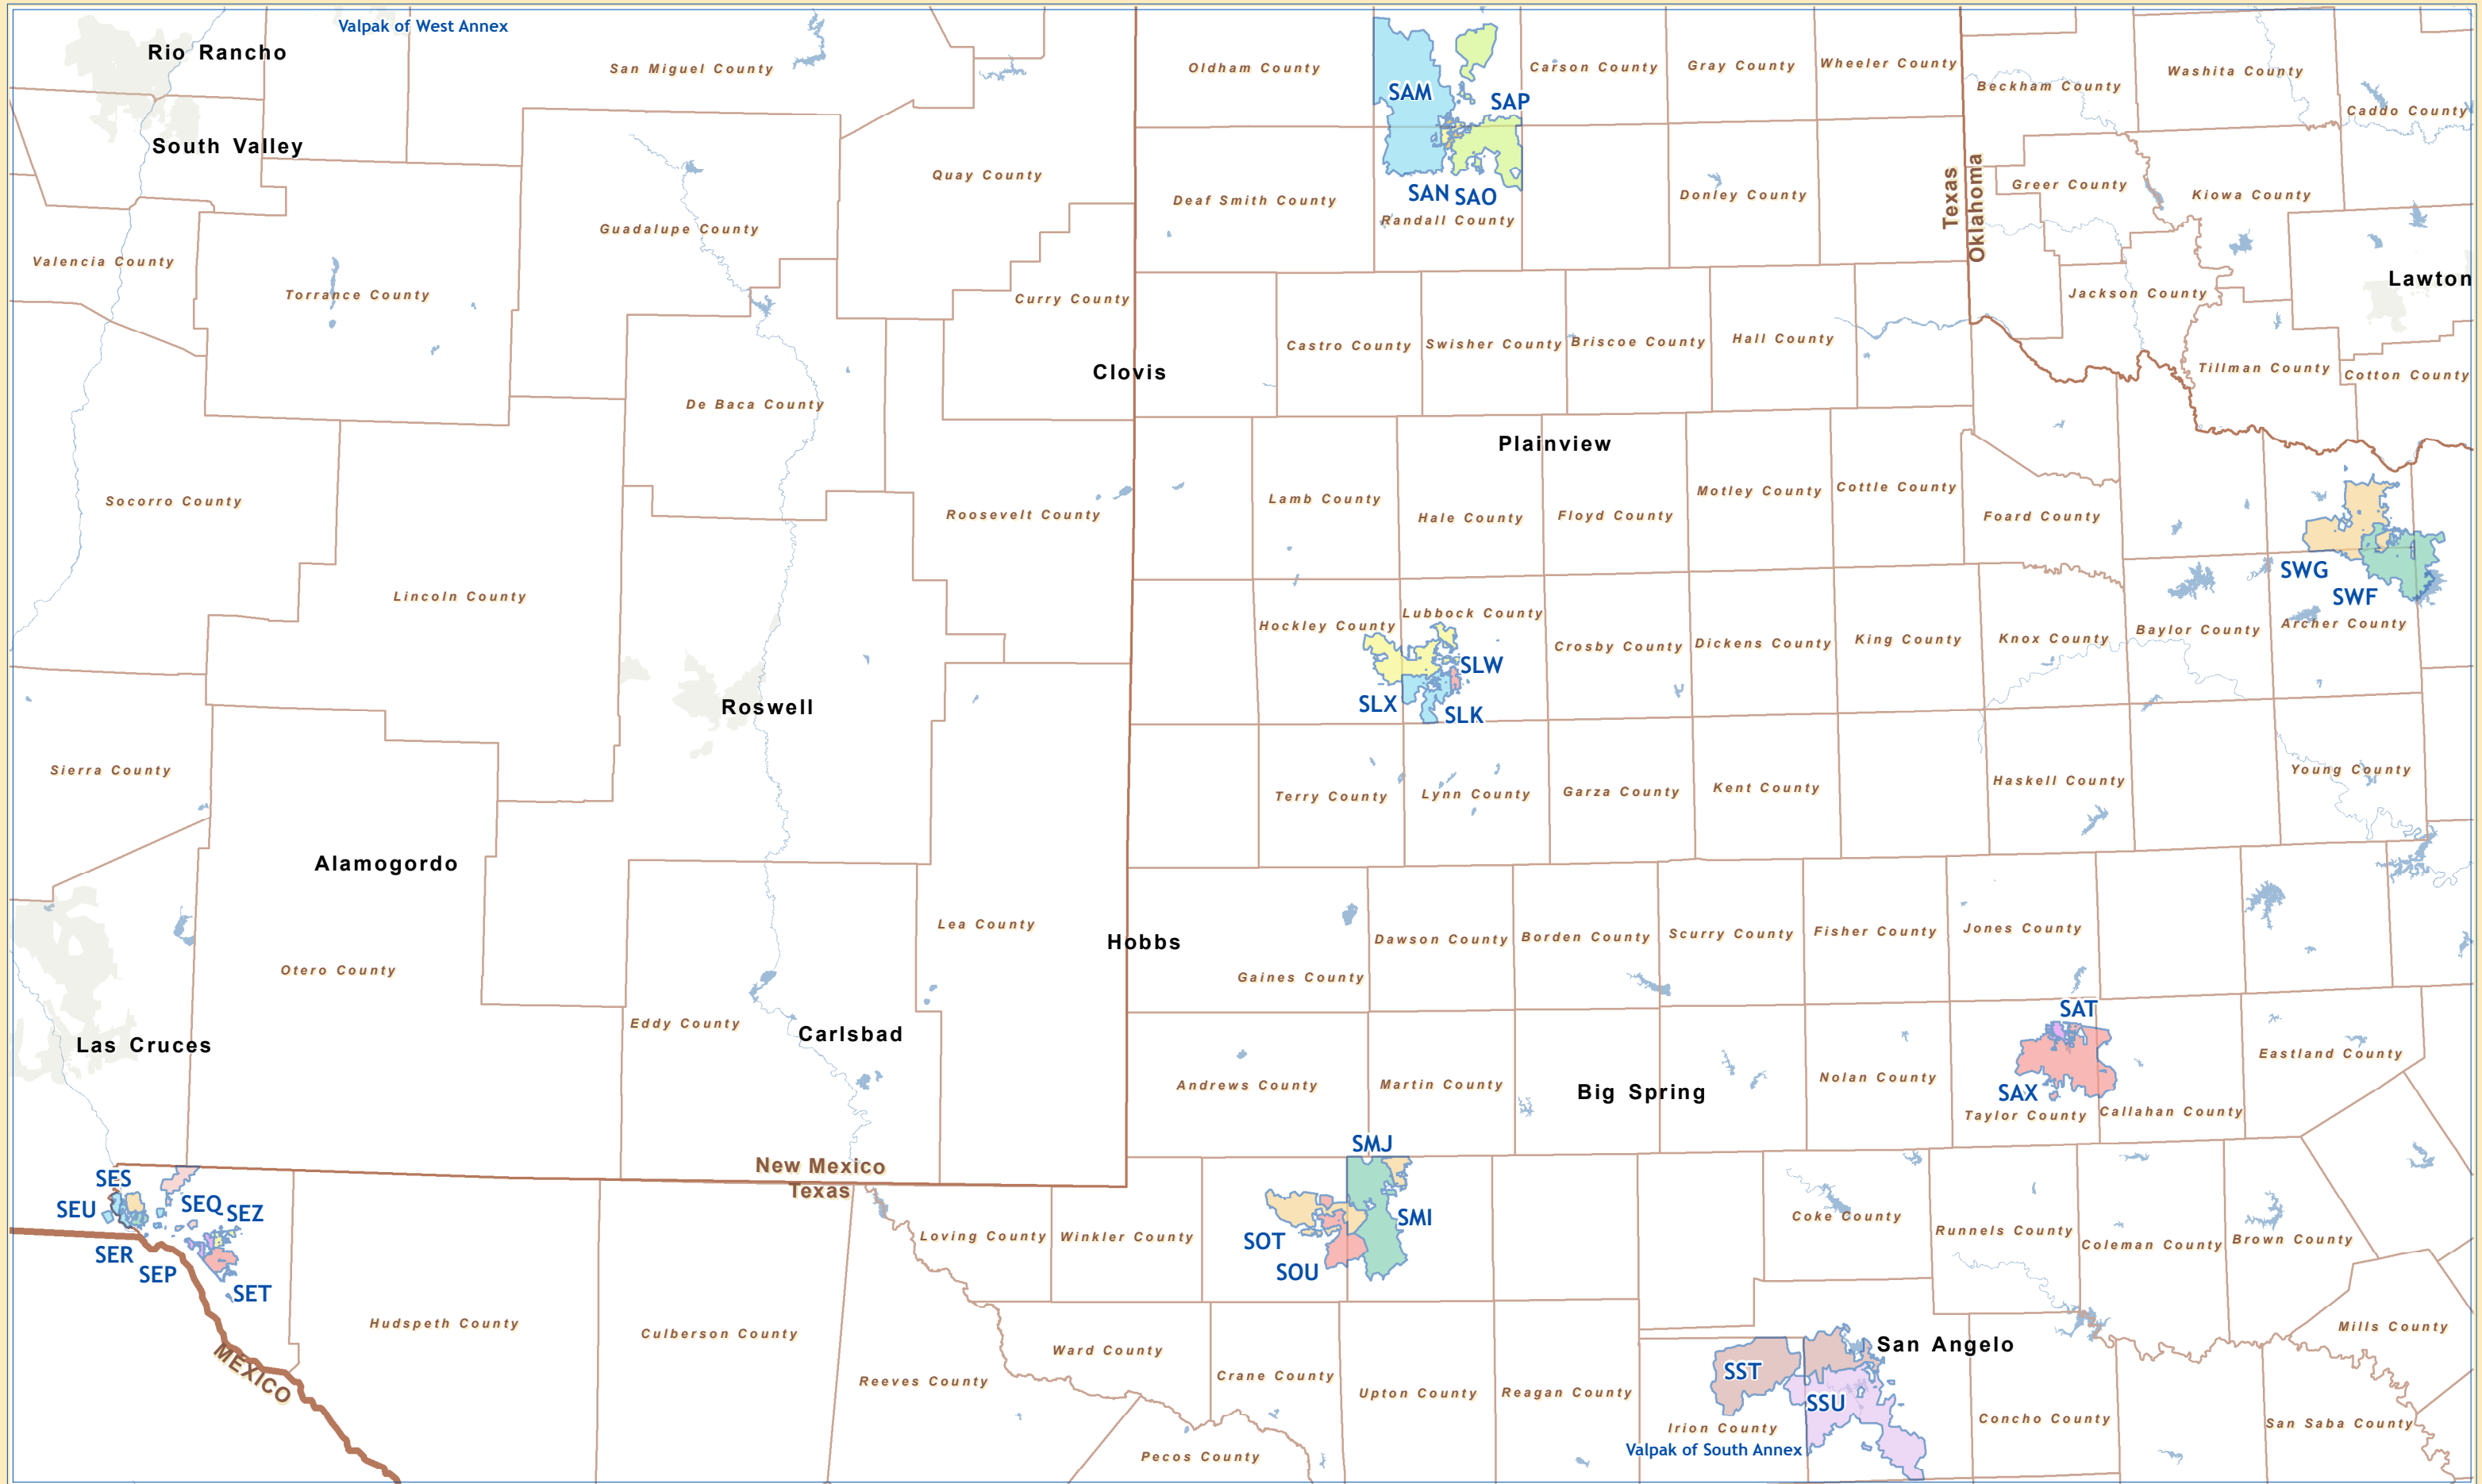 Valpak of West Annex
Rio Rancho
San Miguel County
Oldham County
SAM
SAP
Carson County
Gray County
Wheeler County
Beckham County
Washita County
Caddo County
South Valley
Quay County
Deaf Smith County
SAN
SAO
Randall County
Donley County
Texas
Oklahoma
Greer County
Kiowa County
Guadalupe County
Valencia County
Torrance County
Curry County
Jackson County
Lawton
Castro County
Swisher County
Briscoe County
Hall County
Tillman County
Cotton County
Clovis
De Baca County
Plainview
Socorro County
Roosevelt County
Lamb County
Hale County
Floyd County
Motley County
Cottle County
Foard County
SWG
SWF
Lincoln County
Hockley County
Lubbock County
Crosby County
Dickens County
King County
Knox County
Baylor County
Archer County
SLW
SLX
SLK
Roswell
Sierra County
Terry County
Lynn County
Garza County
Kent County
Haskell County
Young County
Alamogordo
Lea County
Hobbs
Dawson County
Borden County
Scurry County
Fisher County
Jones County
Otero County
Gaines County
SAT
Eddy County
Carlsbad
Las Cruces
Andrews County
Martin County
Big Spring
Nolan County
SAX
Taylor County
Callahan County
Eastland County
New Mexico
Texas
SMJ
SES
SEU
SEQ
SEZ
SER
SEP
SET
Loving County
Winkler County
SOT
SOU
SMI
Coke County
Runnels County
Coleman County
Brown County
Hudspeth County
Culberson County
MEXICO
Ward County
Reeves County
Crane County
Upton County
Reagan County
SST
SSU
San Angelo
Mills County
Irion County
Concho County
San Saba County
Valpak of South Annex
Pecos County